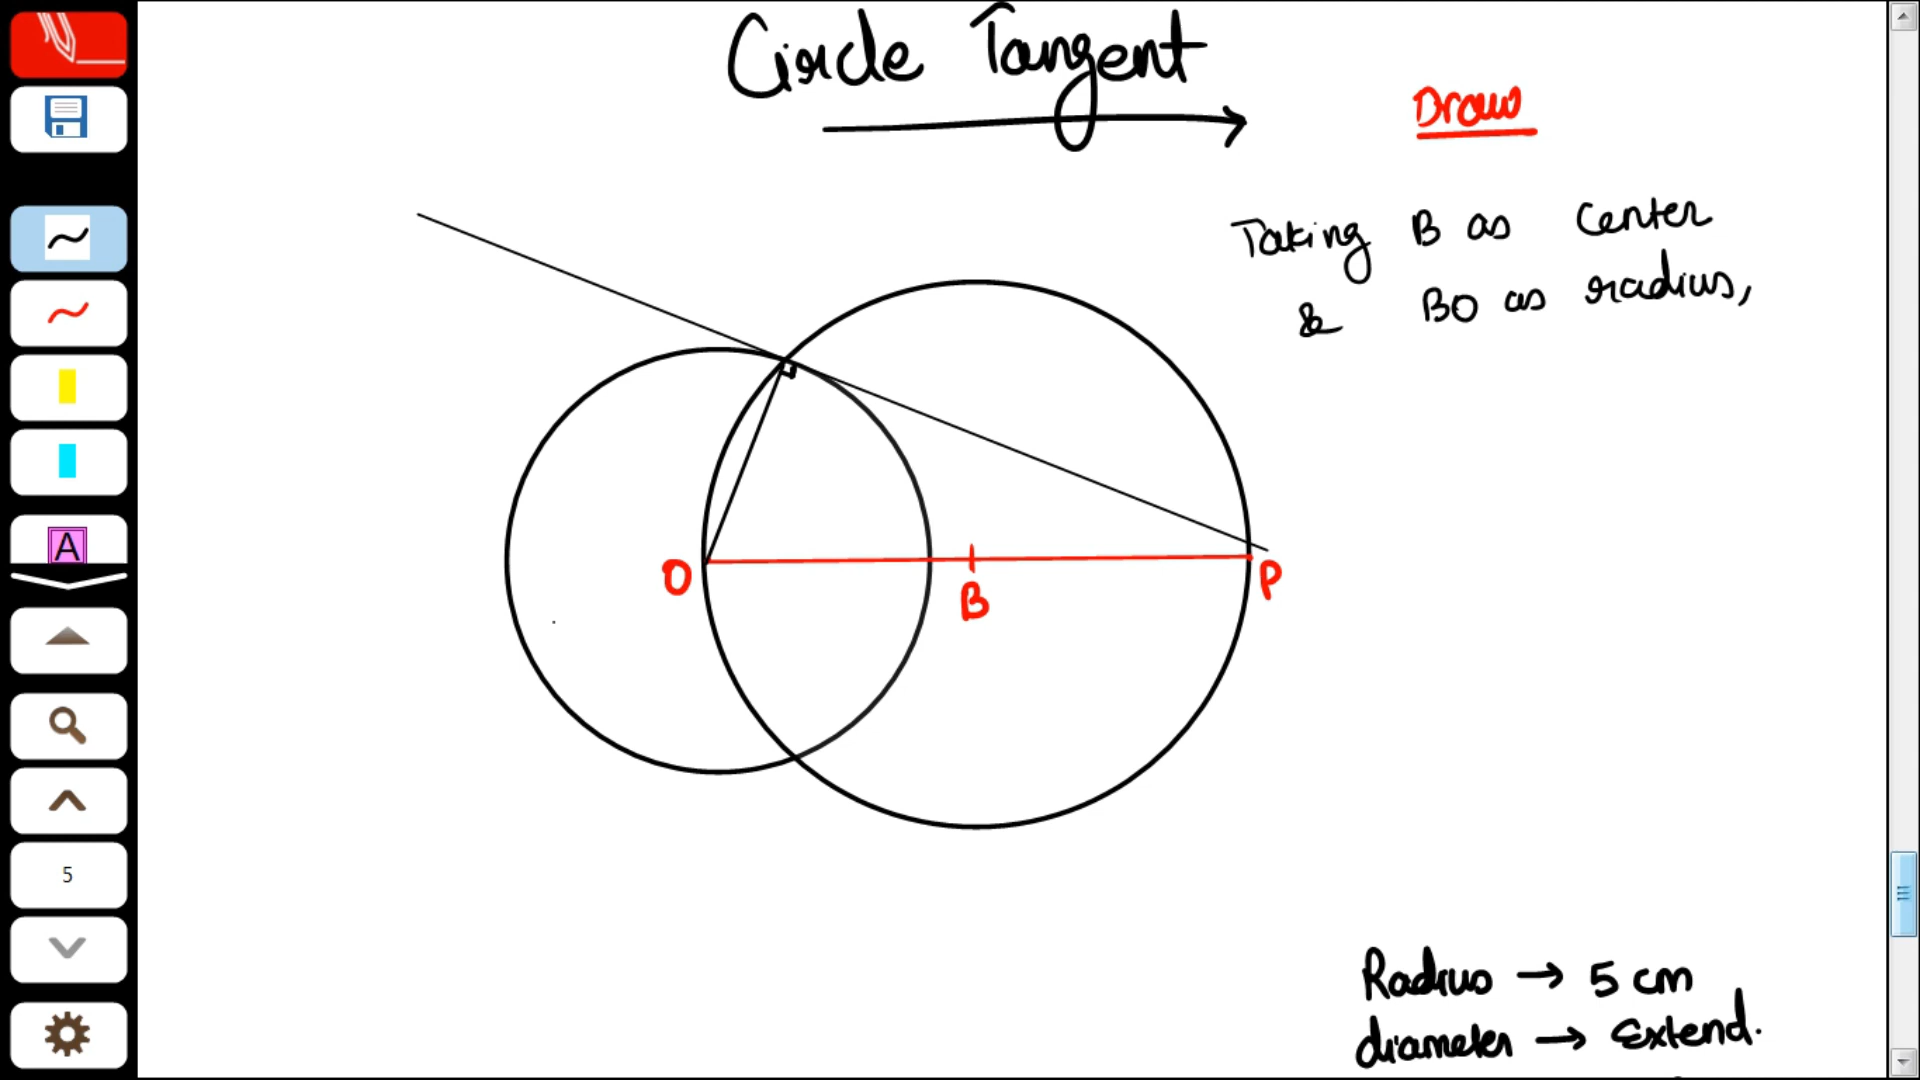 Circle Tangent
Draw
Taking B as Center
& BO as radius,
A
O
B
P
5
Radius → 5 cm
diameter → Extend.